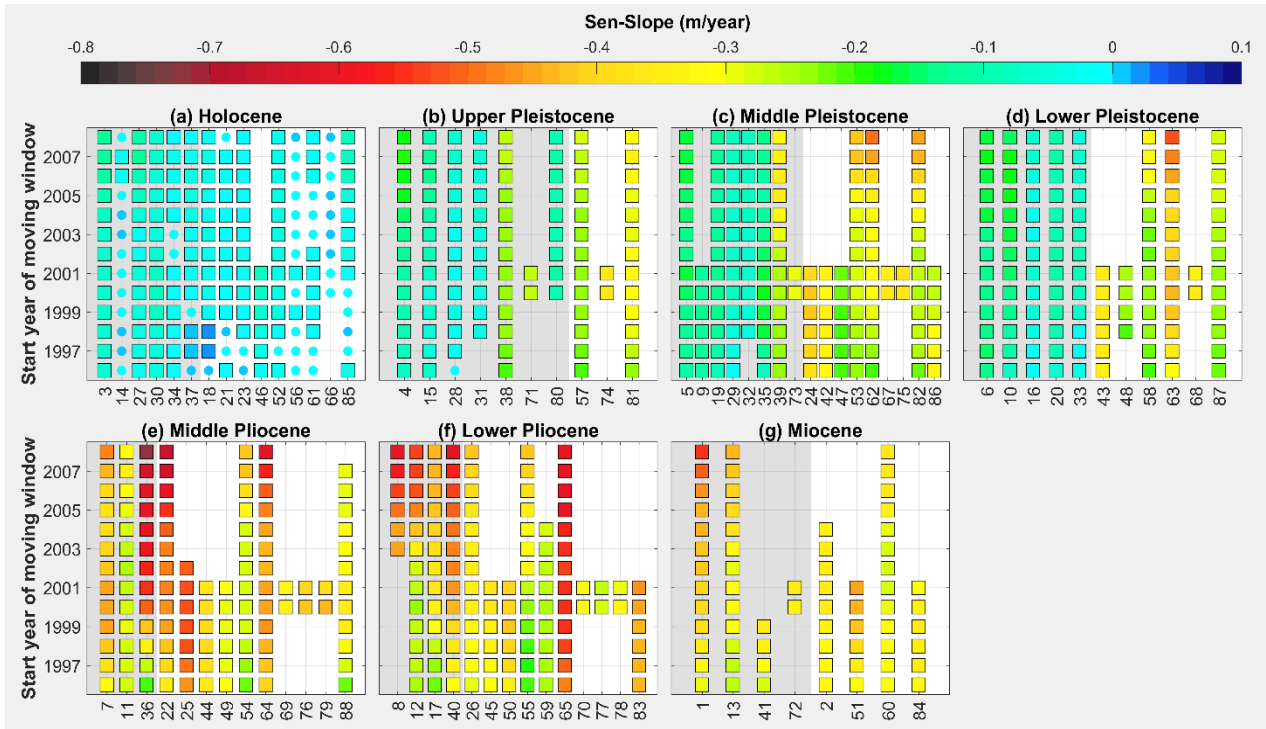 Sen-Slope (m/year)
-0.8 -0.7 -0.6 -0.5 -0.4 -0.3 -0.2 -0.1 0 0.1
(a) Holocene (b) Upper Pleistocene (c) Middle Pleistocene (d) Lower Pleistocene
Start year of moving window
2007
2005
2003
2001
1999
1997
3 14 27 30 34 37 18 21 23 46 52 56 61 66 85
4 15 28 31 38 71 80 57 74 81
5 9 19 29 32 35 39 73 24 42 47 53 62 67 75 82 86
6 10 16 20 33 43 48 58 63 68 87
(e) Middle Pliocene (f) Lower Pliocene (g) Miocene
Start year of moving window
2007
2005
2003
2001
1999
1997
7 11 36 22 25 44 49 54 64 69 76 79 88
8 12 17 40 26 45 50 55 59 65 70 77 78 83
1 13 41 72 2 51 60 84